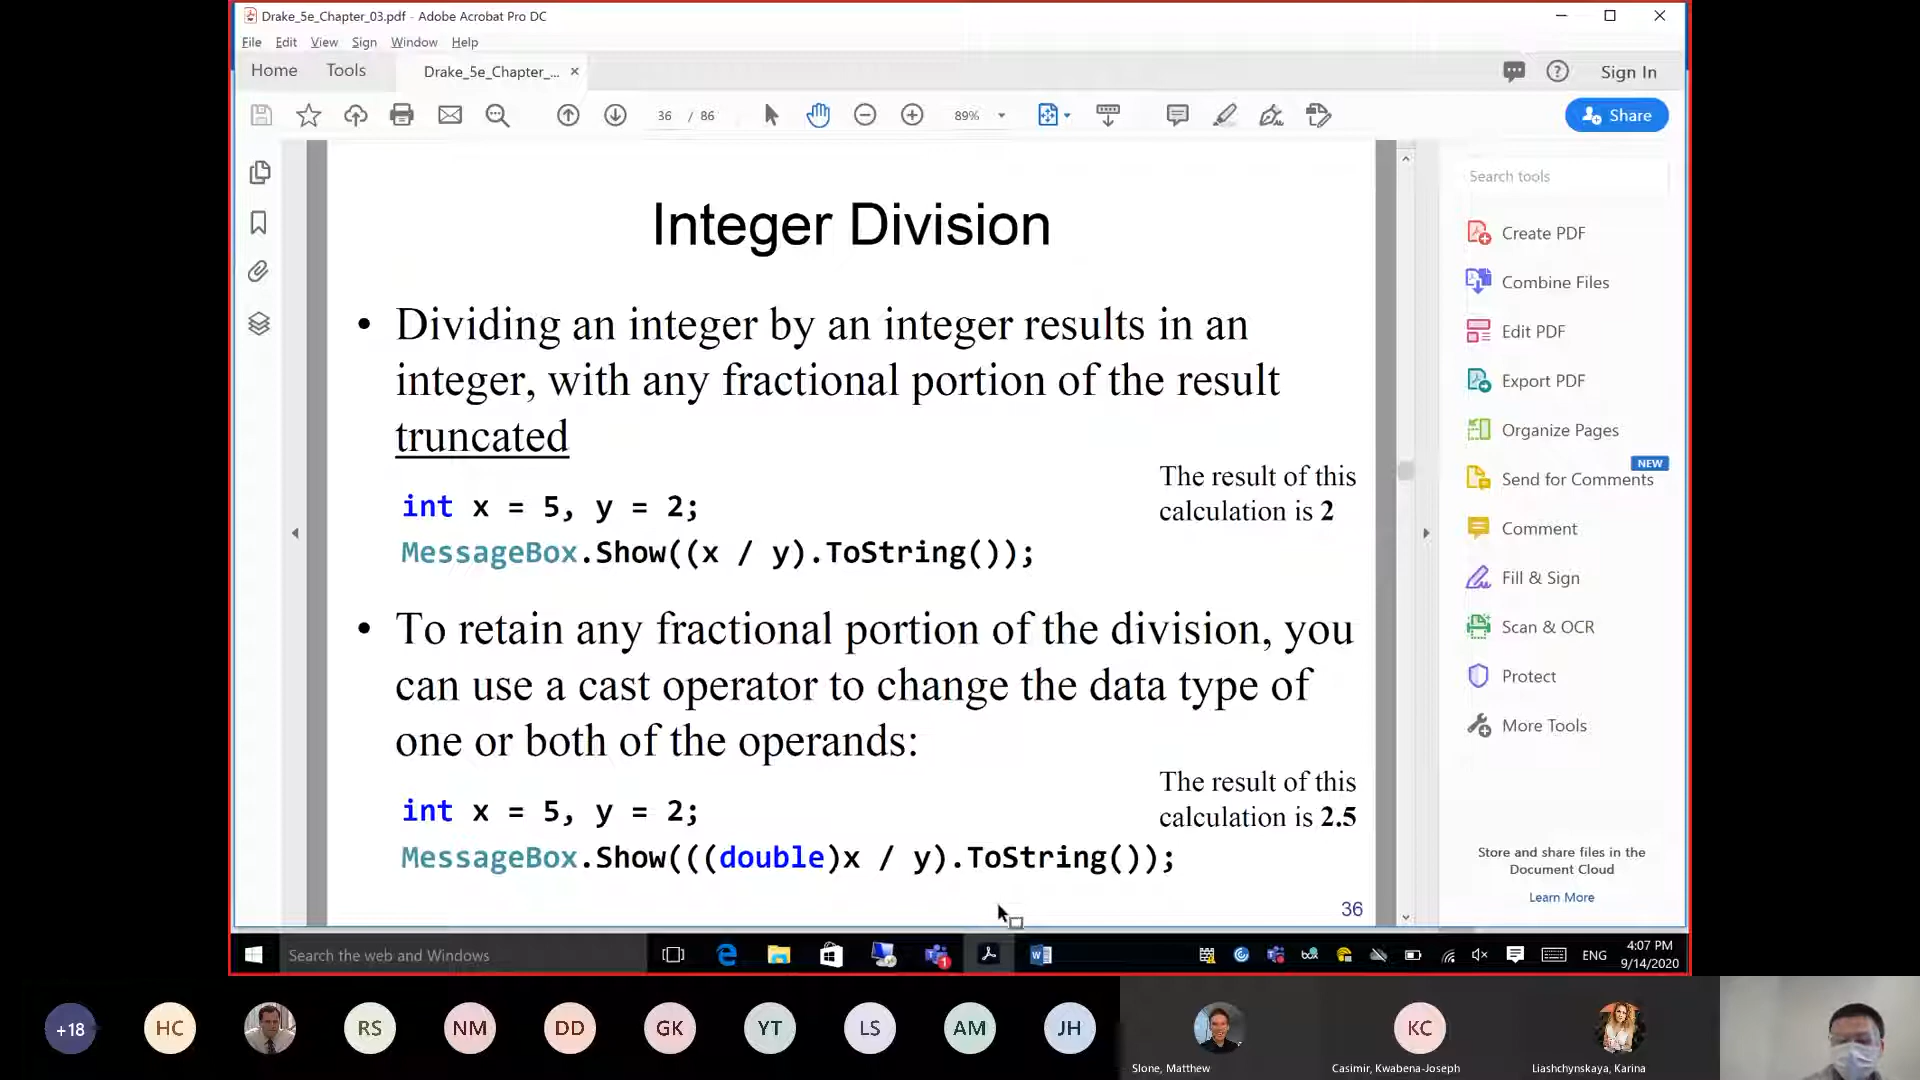 Drake_5e_Chapter_03.pdf - Adobe Acrobat Pro DC
File Edit View Sign Window Help
Home Tools Drake_5e_Chapter_... × Sign In
36 / 86 89% Share
Integer Division
• Dividing an integer by an integer results in an
integer, with any fractional portion of the result
truncated
The result of this
calculation is 2
int x = 5, y = 2;
MessageBox.Show((x / y).ToString());
• To retain any fractional portion of the division, you
can use a cast operator to change the data type of
one or both of the operands:
The result of this
calculation is 2.5
int x = 5, y = 2;
MessageBox.Show(((double)x / y).ToString());
36
Search tools
Create PDF
Combine Files
Edit PDF
Export PDF
Organize Pages
NEW
Send for Comments
Comment
Fill & Sign
Scan & OCR
Protect
More Tools
Store and share files in the
Document Cloud
Learn More
Search the web and Windows
1
ENG
4:07 PM
9/14/2020
+18 HC RS NM DD GK YT LS AM JH KC
Slone, Matthew Casimir, Kwabena-Joseph Liashchynskaya, Karina